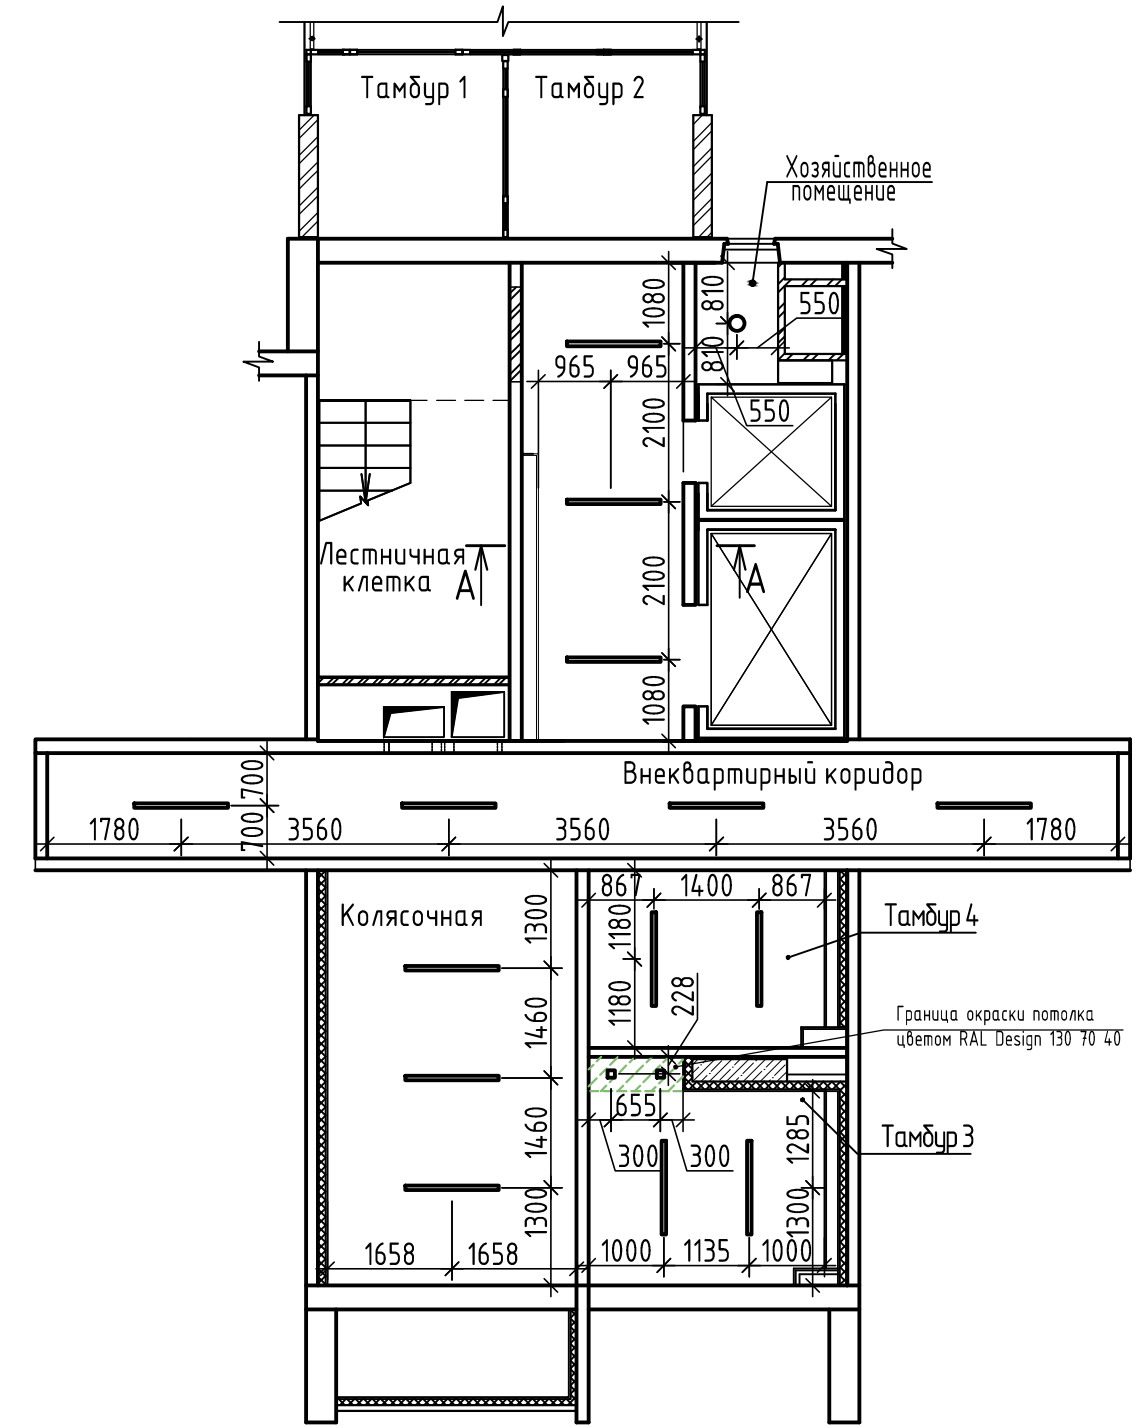 Тамбур 1
Тамбур 2
Хозяйственное
помещение
1080
810
550
810
965
965
2100
550
Лестничная
клетка
А
А
2100
1080
Внеквартирный коридор
700
700
1780
3560
3560
3560
1780
867
1400
867
Колясочная
1300
1180
Тамбур 4
1180
228
1460
Граница окраски потолка
цветом RAL Design 130 70 40
655
1460
1285
Тамбур 3
300
300
1300
1300
1658
1658
1000
1135
1000